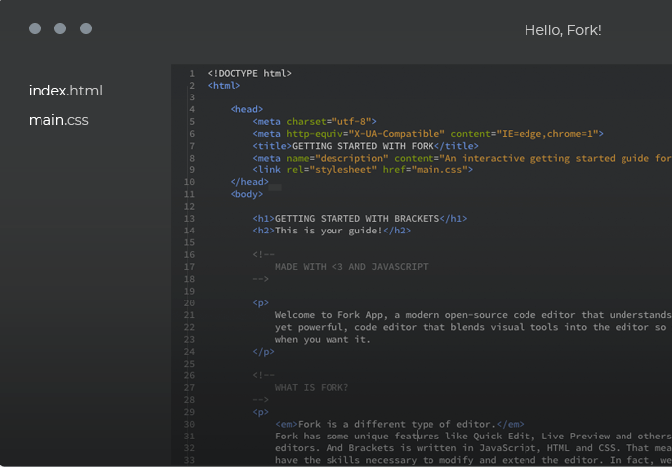 Hello, Fork!
index.html
main.css
1 <!DOCTYPE html>
2 <html>
3
4 <head>
5 <meta charset="utf-8">
6 <meta http-equiv="X-UA-Compatible" content="IE=edge,chrome=1">
7 <title>GETTING STARTED WITH FORK</title>
8 <meta name="description" content="An interactive getting started guide for
9 <link rel="stylesheet" href="main.css">
10 </head>
11 <body>
12
13 <h1>GETTING STARTED WITH BRACKETS</h1>
14 <h2>This is your guide!</h2>
15
16 <!--
17 MADE WITH <3 AND JAVASCRIPT
18 -->
19
20 <p>
21 Welcome to Fork App, a modern open-source code editor that understands
22 yet powerful, code editor that blends visual tools into the editor so
23 when you want it.
24 </p>
25
26 <!--
27 WHAT IS FORK?
28 -->
29 <p>
30 <em>Fork is a different type of editor.</em>
31 Fork has some unique features like Quick Edit, Live Preview and others
32 editors. And Brackets is written in JavaScript, HTML and CSS. That mea
33 have the skills necessary to modify and extend the editor. In fact, we